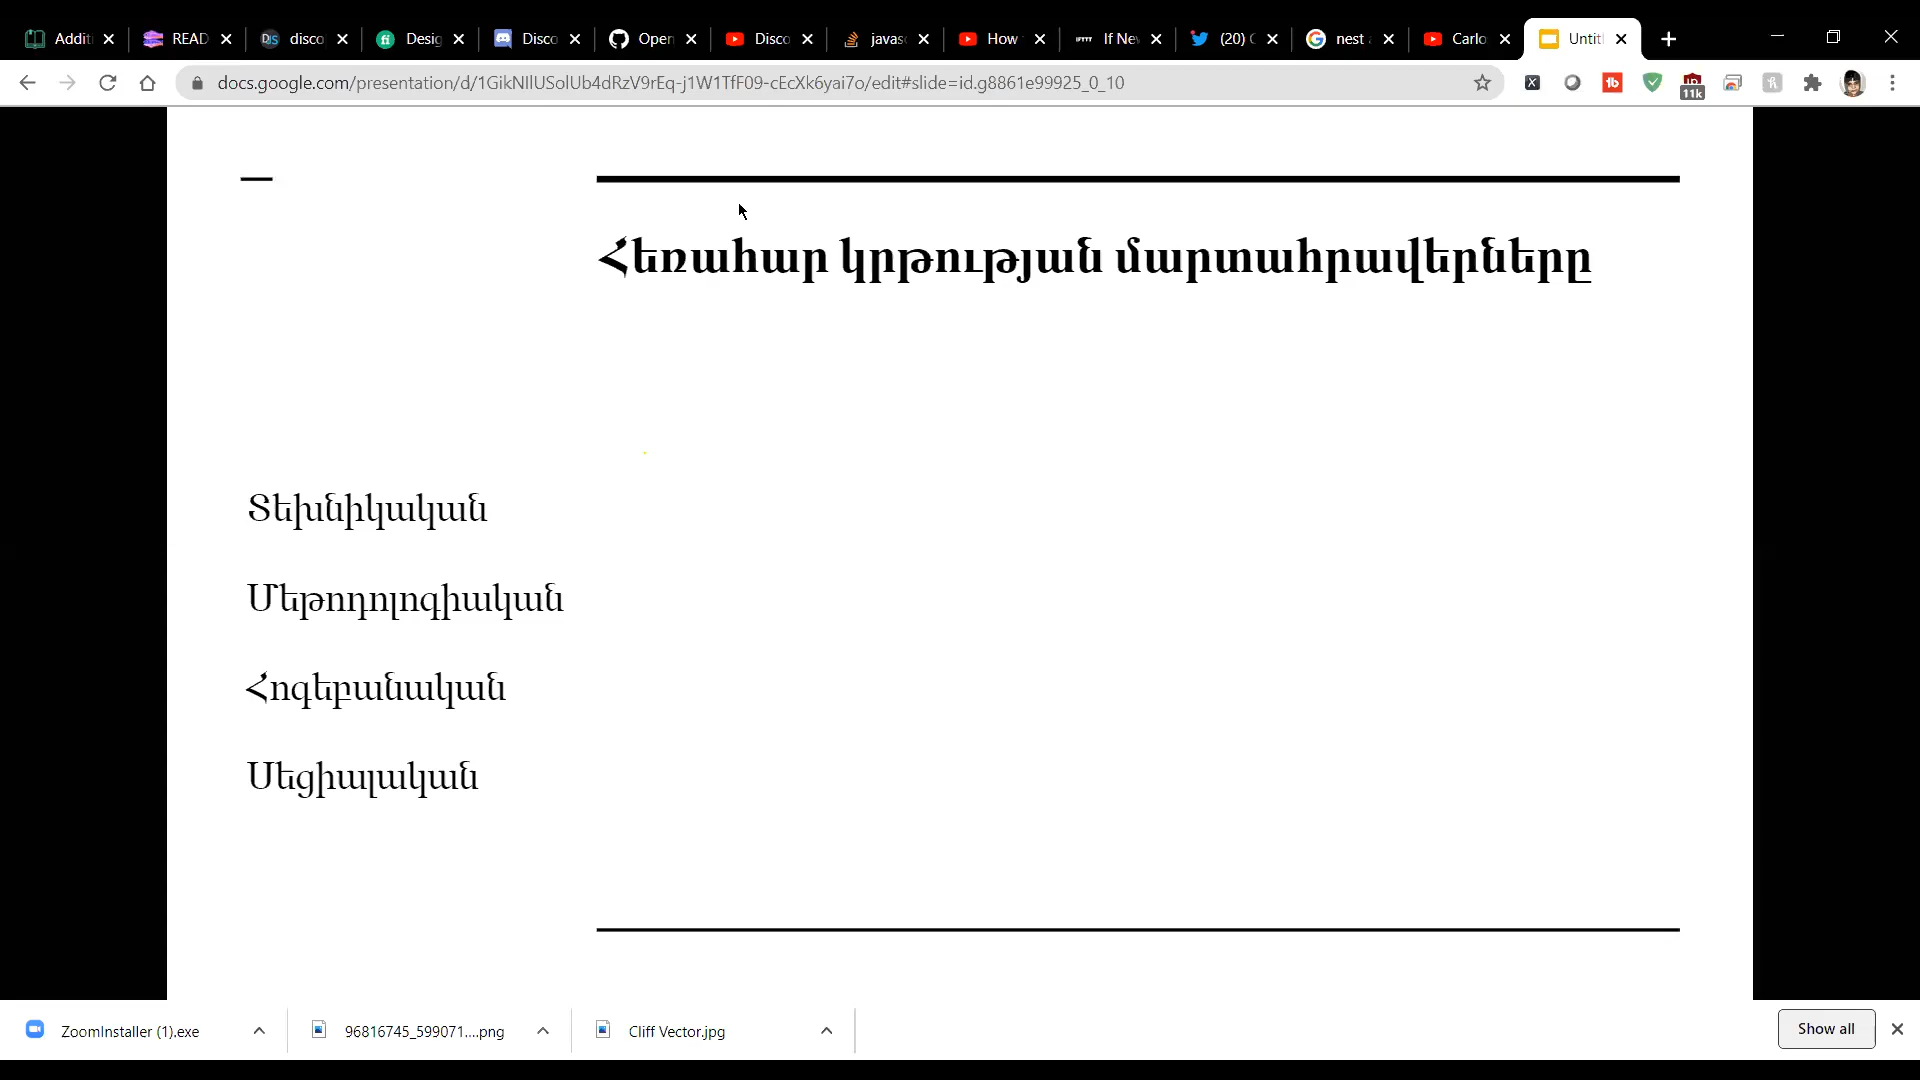 Additi
READ
disco
Desig
Disco
Open
Disco
javasc
How
If Nev
(20)
nest
Carlo
Untitl
docs.google.com/presentation/d/1GikNIlUSolUb4dRzV9rEq-j1W1TfF09-cEcXk6yai7o/edit#slide=id.g8861e99925_0_10
11k
Հեռահար կրթության մարտահրավերները
Տեխնիկական
Մեթոդոլոգիական
Հոգեբանական
Սեցիալական
ZoomInstaller (1).exe
96816745_599071....png
Cliff Vector.jpg
Show all